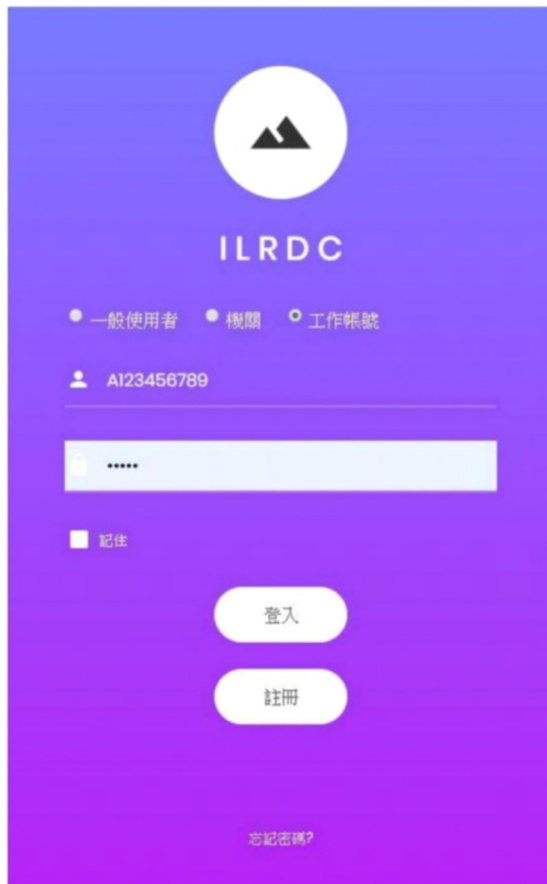 ILRDC
一般使用者 機關 工作帳號
A123456789
•••••
記住
登入
註冊
忘記密碼?